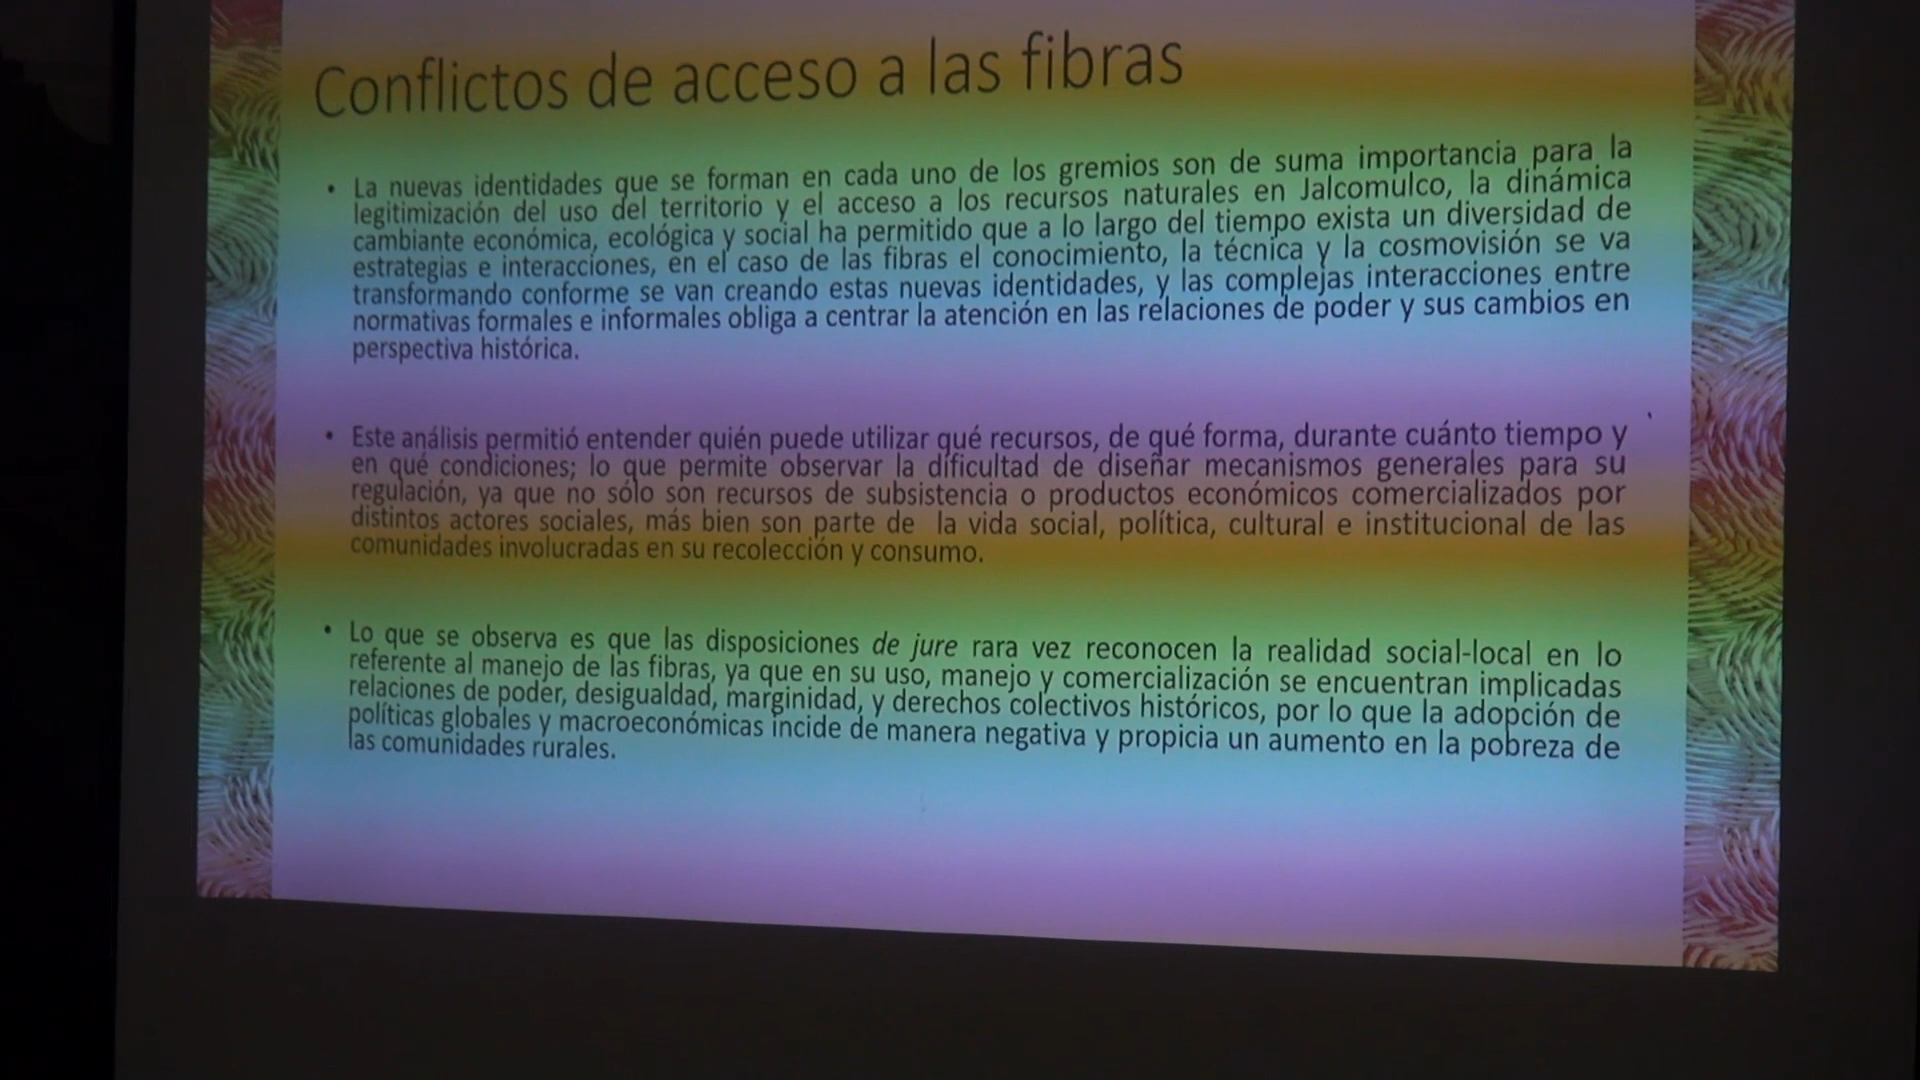 Conflictos de acceso a las fibras
• La nuevas identidades que se forman en cada uno de los gremios son de suma importancia para la
legitimización del uso del territorio y el acceso a los recursos naturales en Jalcomulco, la dinámica
cambiante económica, ecológica y social ha permitido que a lo largo del tiempo exista un diversidad de
estrategias e interacciones, en el caso de las fibras el conocimiento, la técnica y la cosmovisión se va
transformando conforme se van creando estas nuevas identidades, y las complejas interacciones entre
normativas formales e informales obliga a centrar la atención en las relaciones de poder y sus cambios en
perspectiva histórica.
• Este análisis permitió entender quién puede utilizar qué recursos, de qué forma, durante cuánto tiempo y
en qué condiciones; lo que permite observar la dificultad de diseñar mecanismos generales para su
regulación, ya que no sólo son recursos de subsistencia o productos económicos comercializados por
distintos actores sociales, más bien son parte de la vida social, política, cultural e institucional de las
comunidades involucradas en su recolección y consumo.
• Lo que se observa es que las disposiciones de jure rara vez reconocen la realidad social-local en lo
referente al manejo de las fibras, ya que en su uso, manejo y comercialización se encuentran implicadas
relaciones de poder, desigualdad, marginidad, y derechos colectivos históricos, por lo que la adopción de
políticas globales y macroeconómicas incide de manera negativa y propicia un aumento en la pobreza de
las comunidades rurales.